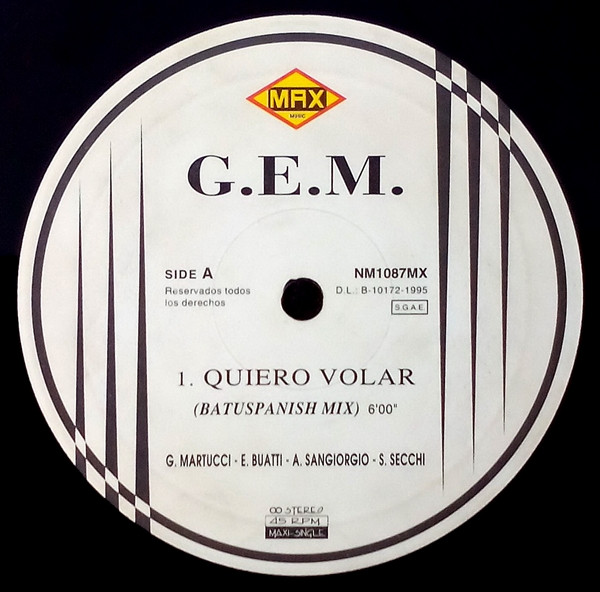 MAX
MUSIC
G.E.M.
SIDE A
NM1087MX
Reservados todos
los derechos
D.L.: B-10172-1995
S.G.A.E.
1. QUIERO VOLAR
(BATUSPANISH MIX) 6'00"
G. MARTUCCI - E. BUATTI - A. SANGIORGIO - S. SECCHI
STEREO
45 RPM
MAXI-SINGLE